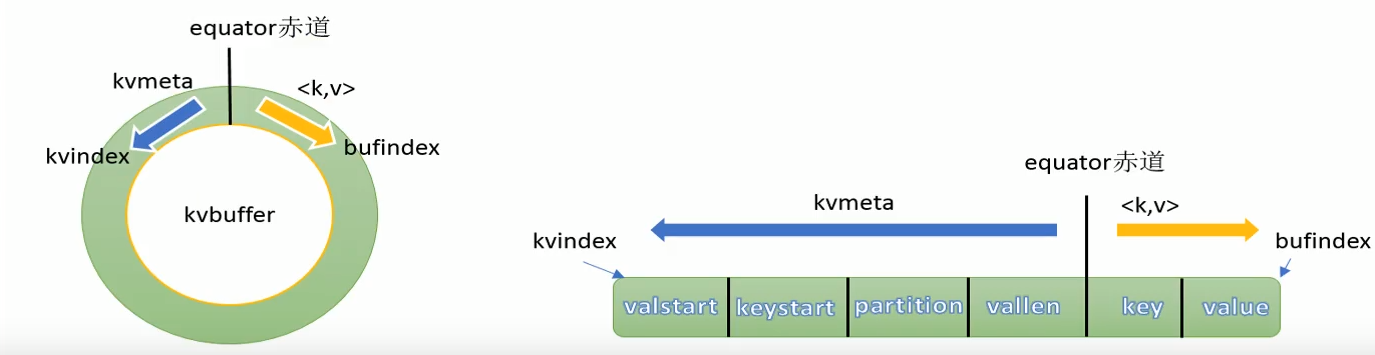 equator赤道
kvmeta
<k,v>
kvindex
bufindex
kvbuffer
equator赤道
kvmeta
<k,v>
kvindex
bufindex
valstart keystart partition vallen key value